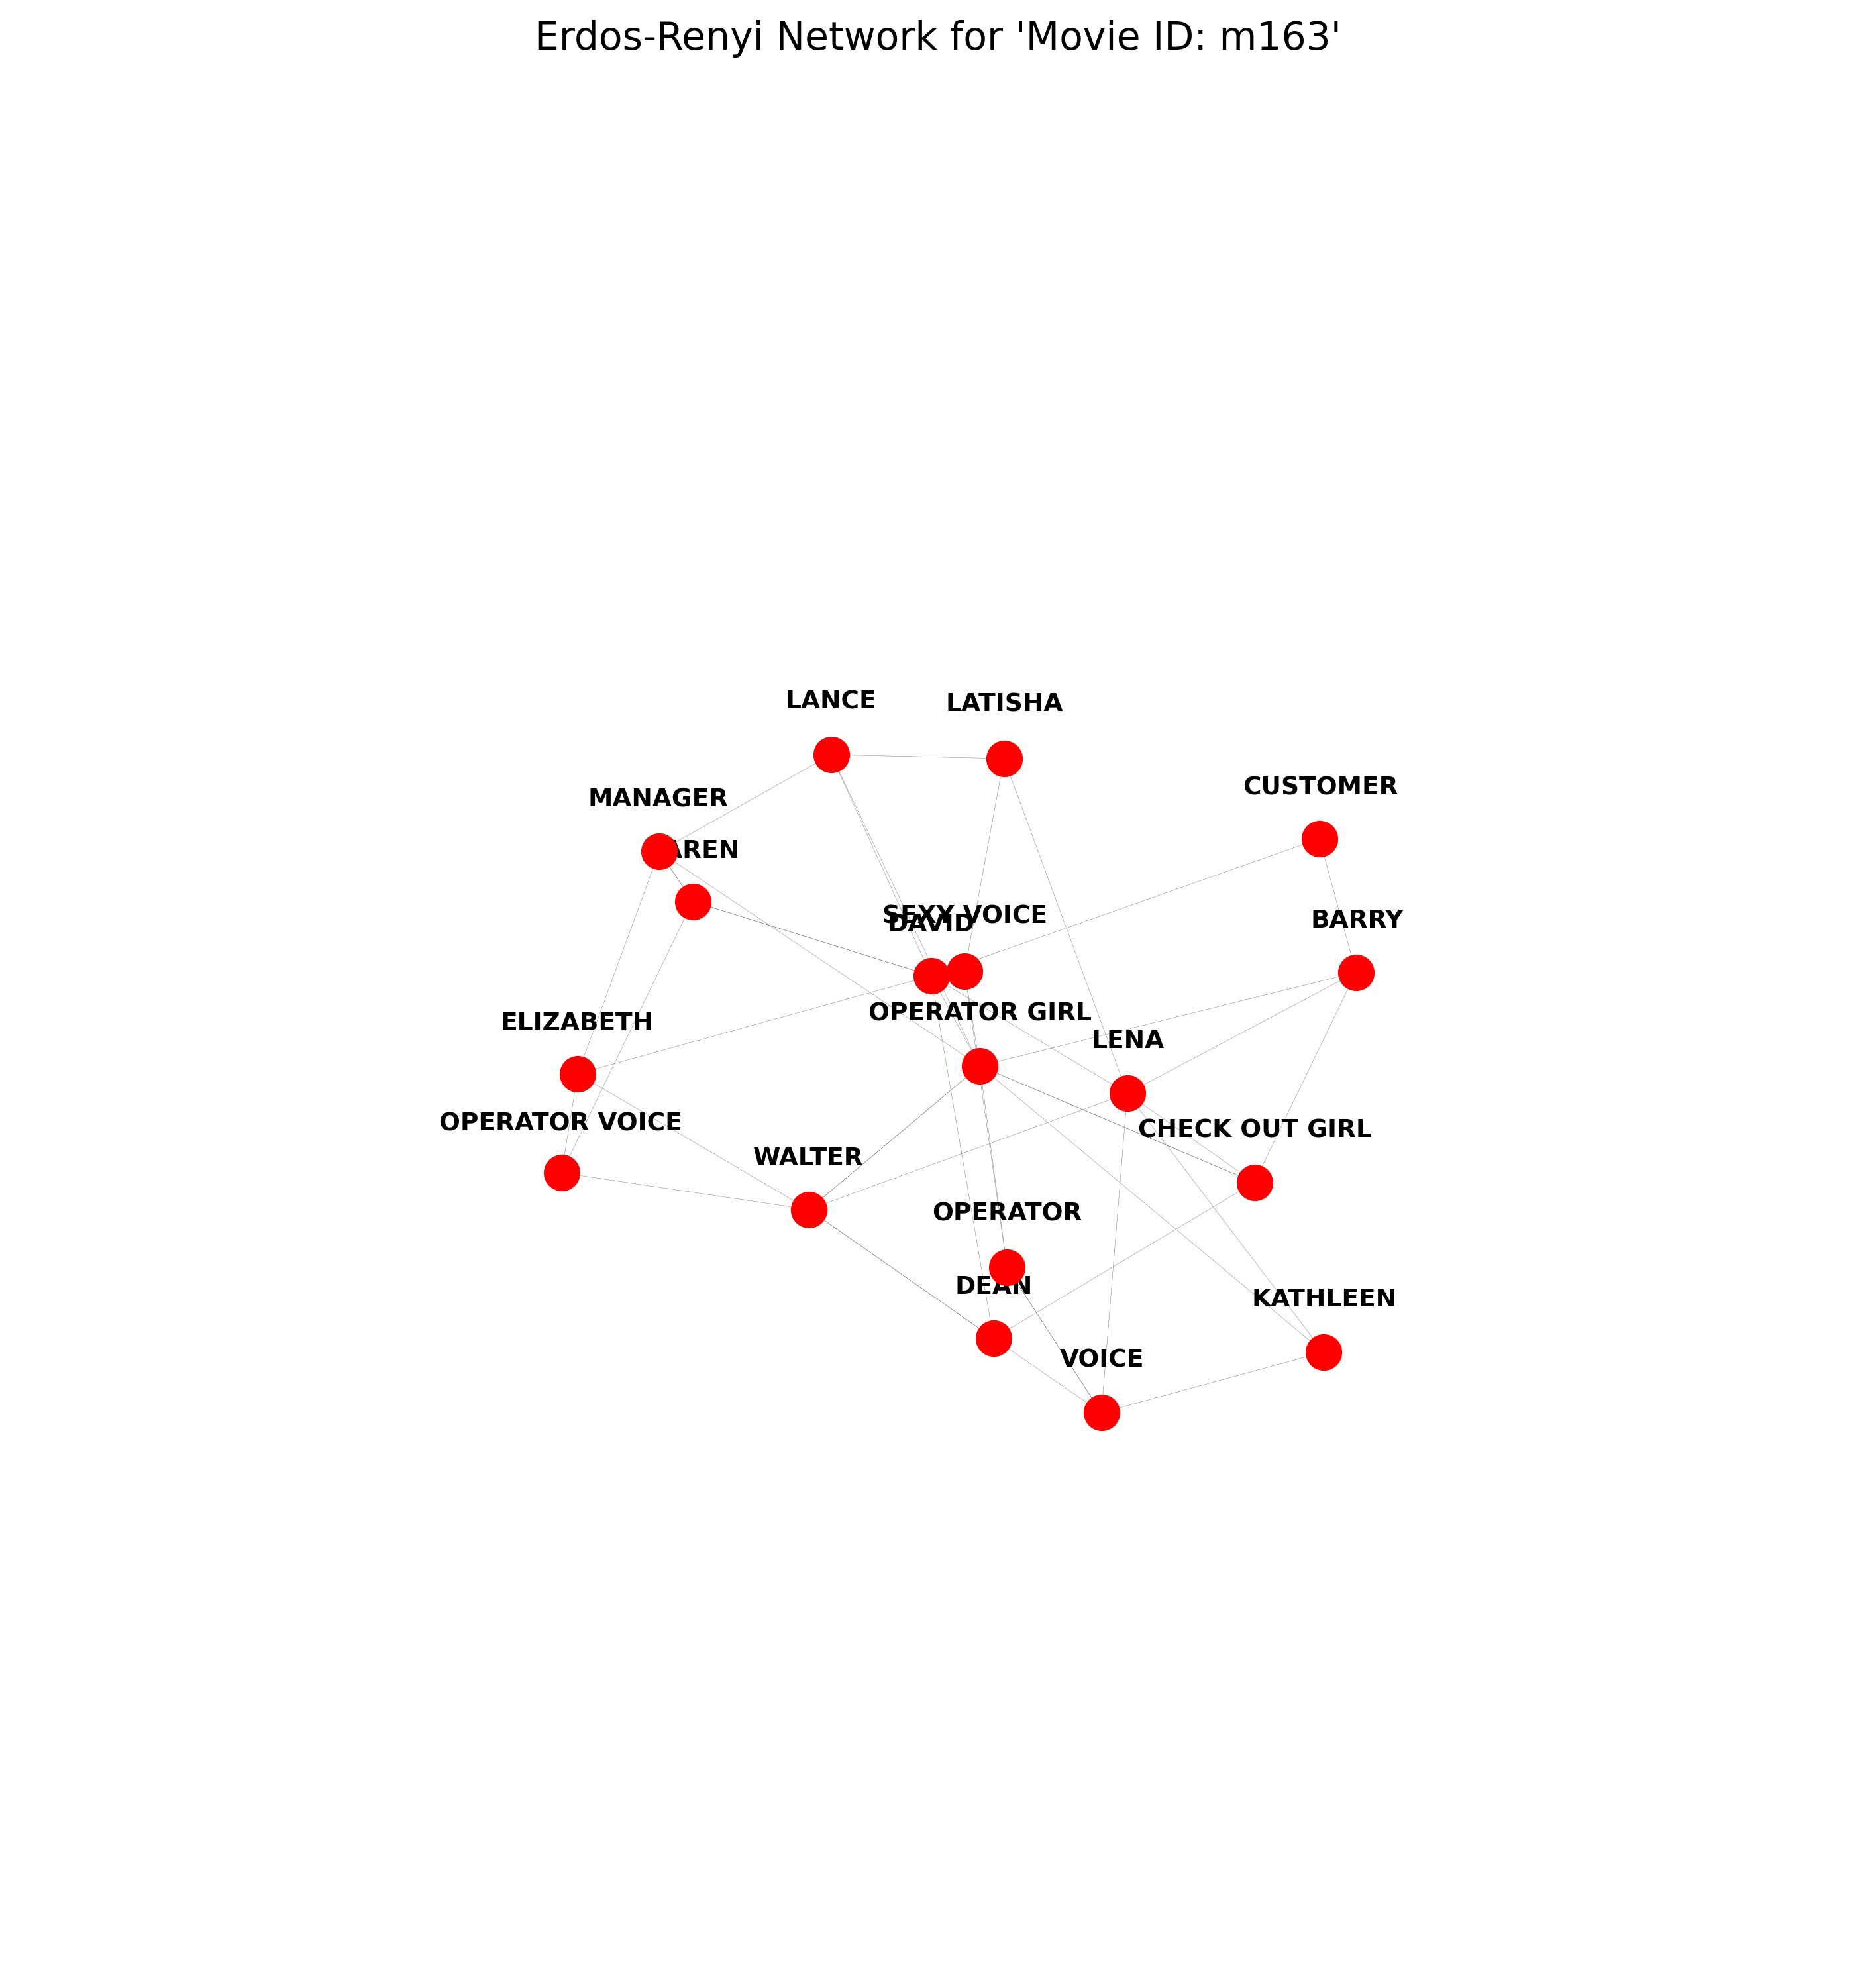 Erdos-Renyi Network for 'Movie ID: m163'
LANCE
LATISHA
CUSTOMER
MANAGER
AREN
SEXY VOICE
DAVID
BARRY
OPERATOR GIRL
ELIZABETH
LENA
OPERATOR VOICE
CHECK OUT GIRL
WALTER
OPERATOR
DEAN
KATHLEEN
VOICE